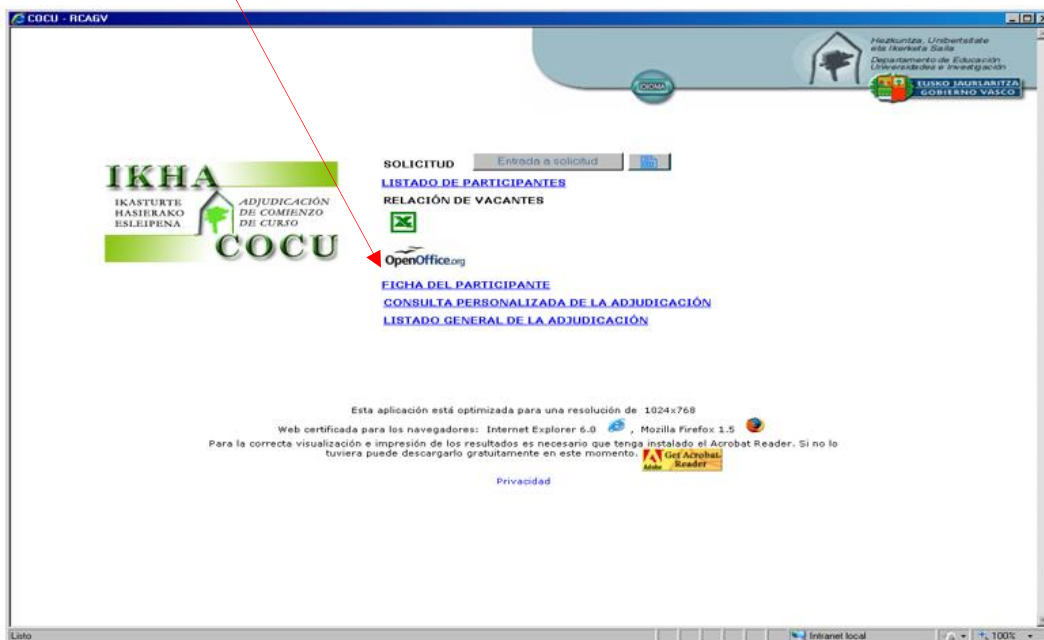 COCU - RCAGV
Hezkuntza, Unibertsitate
eta Ikerketa Saila
Departamento de Educación
Universidades e Investigación
EUSKO JAURLARITZA
GOBIERNO VASCO
IDIOMA
SOLICITUD Entrada a solicitud
LISTADO DE PARTICIPANTES
RELACIÓN DE VACANTES
IKHA
IKASTURTE
HASIERAKO
ESLEIPENA
ADJUDICACIÓN
DE COMIENZO
DE CURSO
COCU
OpenOffice.org
FICHA DEL PARTICIPANTE
CONSULTA PERSONALIZADA DE LA ADJUDICACIÓN
LISTADO GENERAL DE LA ADJUDICACIÓN
Esta aplicación está optimizada para una resolución de 1024x768
Web certificada para los navegadores: Internet Explorer 6.0 , Mozilla Firefox 1.5
Para la correcta visualización e impresión de los resultados es necesario que tenga instalado el Acrobat Reader. Si no lo
tuviera puede descargarlo gratuitamente en este momento. Get Acrobat Reader Adobe
Privacidad
Listo Intranet local 100%